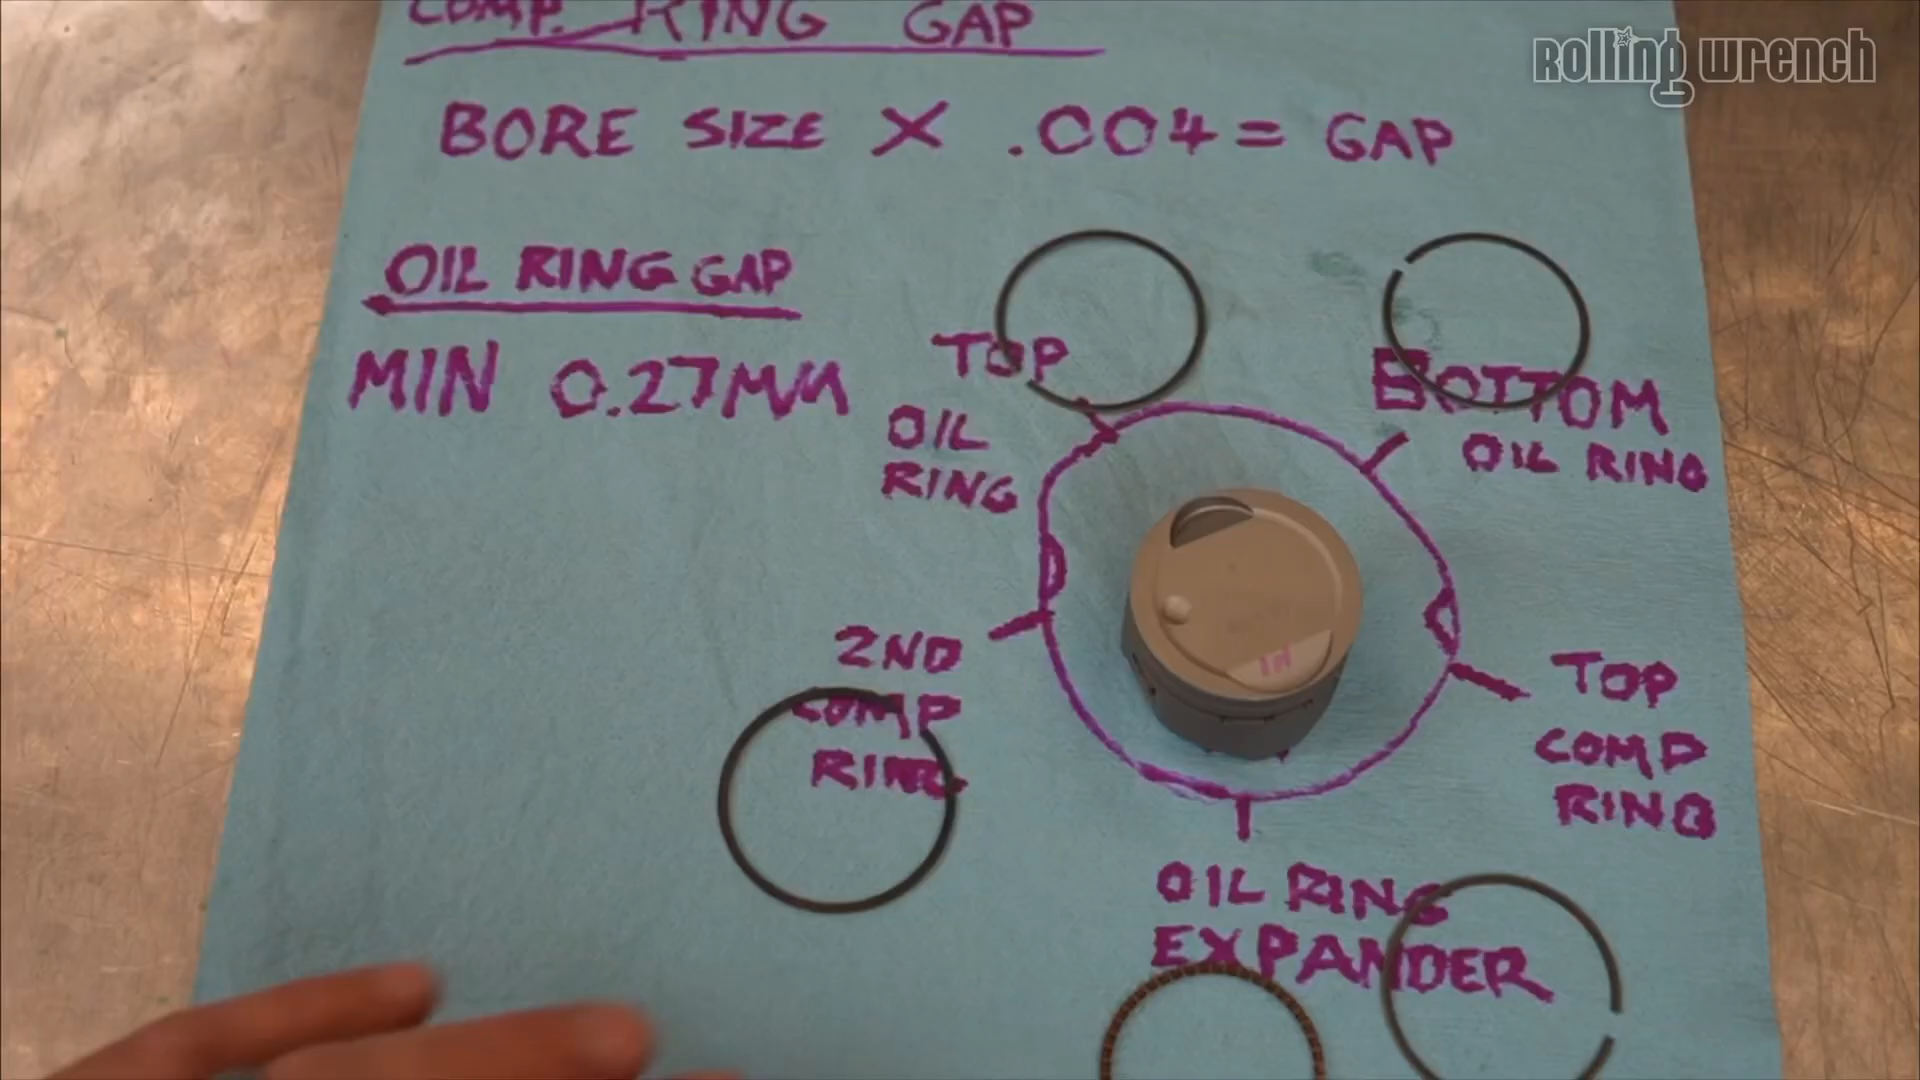 COMP. RING GAP
Rolling wrench
BORE SIZE X .004 = GAP
OIL RING GAP
MIN 0.27MM
TOP
OIL
RING
BOTTOM
OIL RING
2ND
COMP
RING
TOP
COMP
RING
OIL RING
EXPANDER
IN